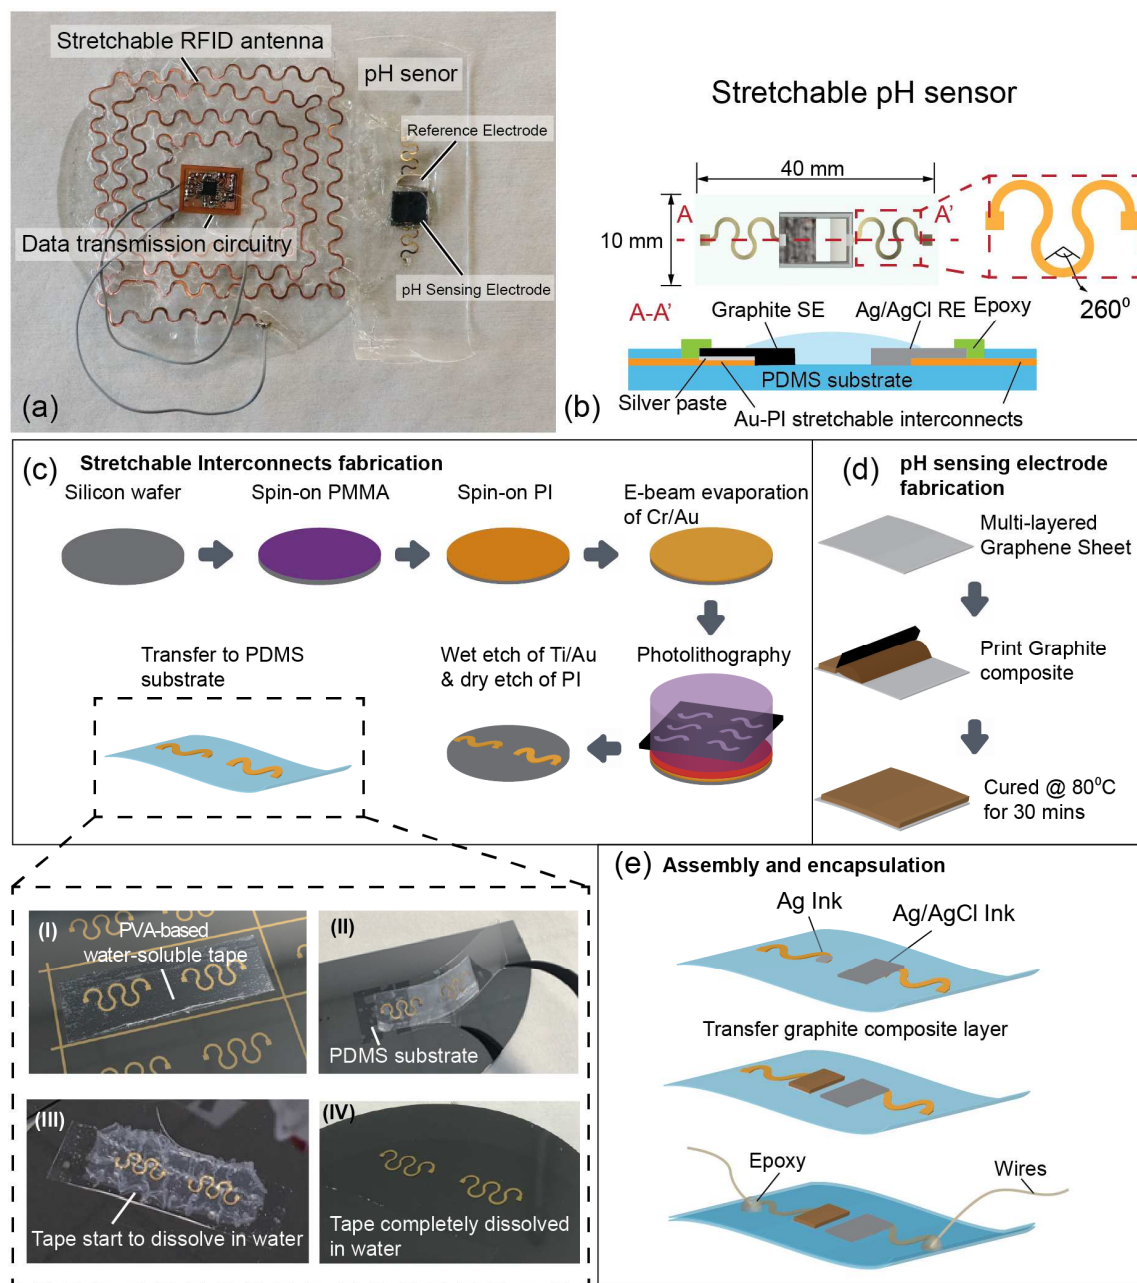 Stretchable RFID antenna
pH senor
Reference Electrode
Data transmission circuitry
pH Sensing Electrode
(a)
Stretchable pH sensor
40 mm
A
A'
10 mm
260⁰
A-A'
Graphite SE
Ag/AgCl RE
Epoxy
PDMS substrate
Silver paste
Au-PI stretchable interconnects
(b)
(c)
Stretchable Interconnects fabrication
Silicon wafer
Spin-on PMMA
Spin-on PI
E-beam evaporation
of Cr/Au
Transfer to PDMS
substrate
Wet etch of Ti/Au
& dry etch of PI
Photolithography
(d)
pH sensing electrode
fabrication
Multi-layered
Graphene Sheet
Print Graphite
composite
Cured @ 80⁰C
for 30 mins
(I)
PVA-based
water-soluble tape
(II)
PDMS substrate
(III)
Tape start to dissolve in water
(IV)
Tape completely dissolved
in water
(e)
Assembly and encapsulation
Ag Ink
Ag/AgCl Ink
Transfer graphite composite layer
Epoxy
Wires